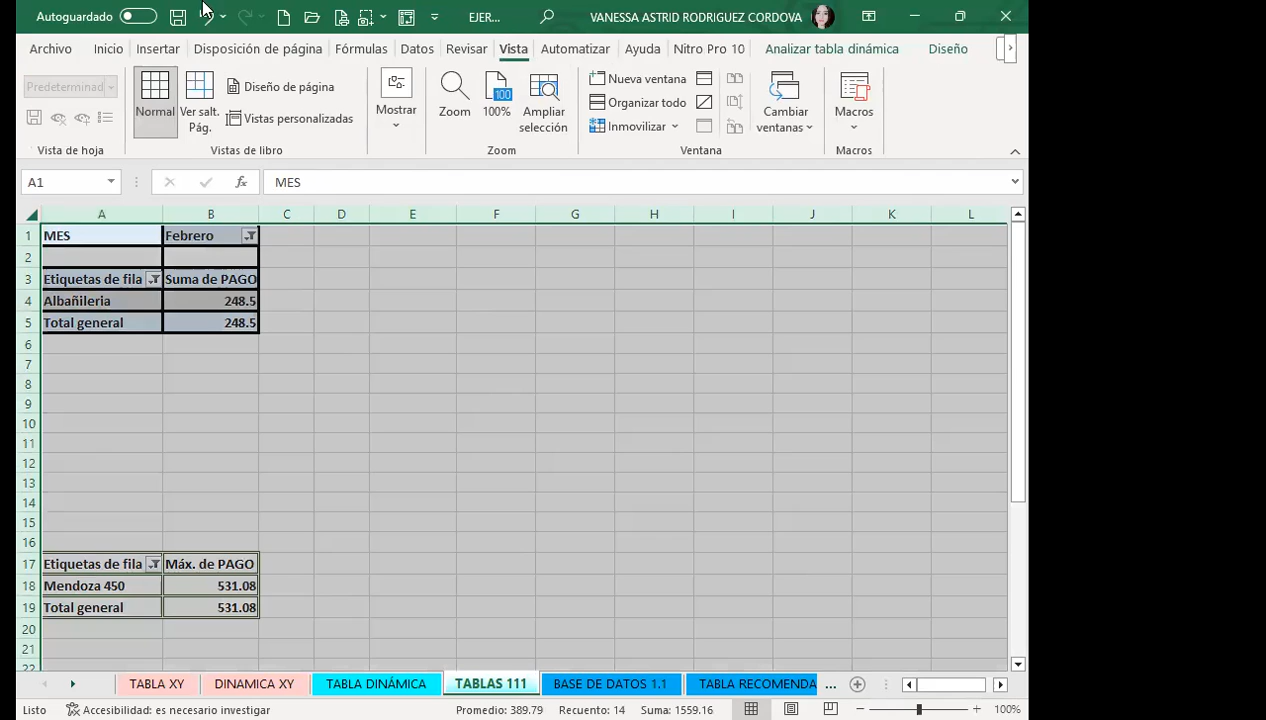 Autoguardado EJER... VANESSA ASTRID RODRIGUEZ CORDOVA
Archivo Inicio Insertar Disposición de página Fórmulas Datos Revisar Vista Automatizar Ayuda Nitro Pro 10 Analizar tabla dinámica Diseño
Predeterminad
Normal
Ver salt. Pág.
Diseño de página
Vistas personalizadas
Mostrar
Zoom
100
100%
Ampliar selección
Nueva ventana
Organizar todo
Inmovilizar
Cambiar ventanas
Macros
Vista de hoja Vistas de libro Zoom Ventana Macros
A1 fx MES
A B C D E F G H I J K L
1 MES Febrero
2
3 Etiquetas de fila Suma de PAGO
4 Albañileria 248.5
5 Total general 248.5
6
7
8
9
10
11
12
13
14
15
16
17 Etiquetas de fila Máx. de PAGO
18 Mendoza 450 531.08
19 Total general 531.08
20
21
22
TABLA XY DINAMICA XY TABLA DINÁMICA TABLAS 111 BASE DE DATOS 1.1 TABLA RECOMENDA ...
Listo Accesibilidad: es necesario investigar Promedio: 389.79 Recuento: 14 Suma: 1559.16 100%